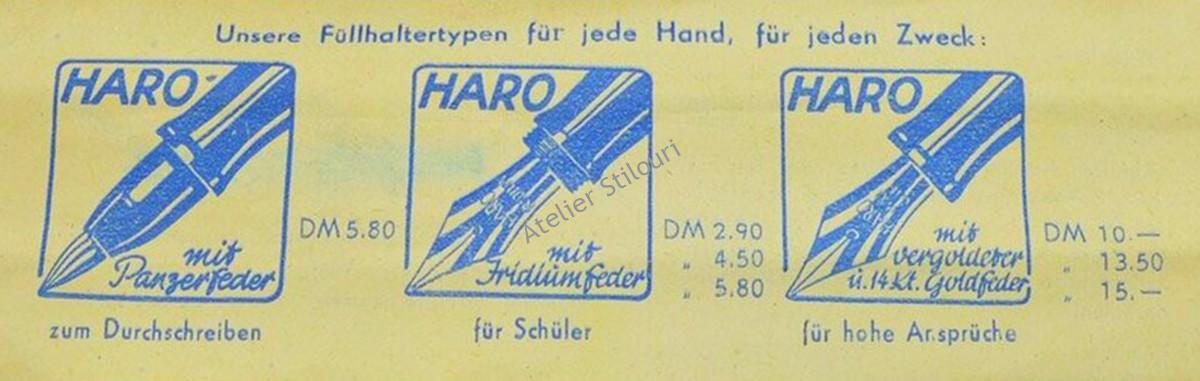 Unsere Füllhaltertypen für jede Hand, für jeden Zweck:
HARO
mit
Panzerfeder
DM 5.80
zum Durchschreiben
HARO
mit
Iridiumfeder
DM 2.90
„ 4.50
„ 5.80
für Schüler
HARO
mit
vergoldeter
u. 14 kt. Goldfeder
DM 10.—
„ 13.50
„ 15.—
für hohe Ansprüche
Atelier Stilouri